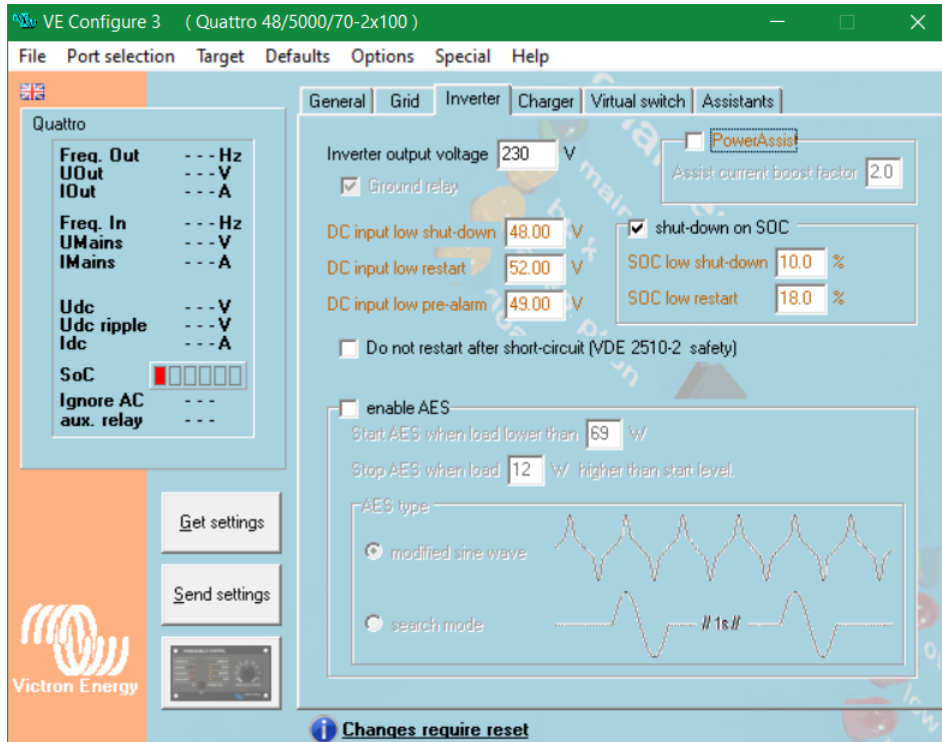 VE Configure 3 ( Quattro 48/5000/70-2x100 )
File Port selection Target Defaults Options Special Help
General Grid Inverter Charger Virtual switch Assistants
Quattro
Freq. Out - - - Hz
UOut - - - V
IOut - - - A
Freq. In - - - Hz
UMains - - - V
IMains - - - A
Udc - - - V
Udc ripple - - - V
Idc - - - A
SoC
Ignore AC - - -
aux. relay - - -
Get settings
Send settings
victron energy
Inverter output voltage 230 V
Ground relay
PowerAssist
Assist current boost factor 2.0
DC input low shut-down 48.00 V
DC input low restart 52.00 V
DC input low pre-alarm 49.00 V
shut-down on SOC
SOC low shut-down 10.0 %
SOC low restart 18.0 %
Do not restart after short-circuit (VDE 2510-2 safety)
enable AES
Start AES when load lower than 69 W
Stop AES when load 12 W higher than start level.
AES type
modified sine wave
search mode
// 1s //
Changes require reset